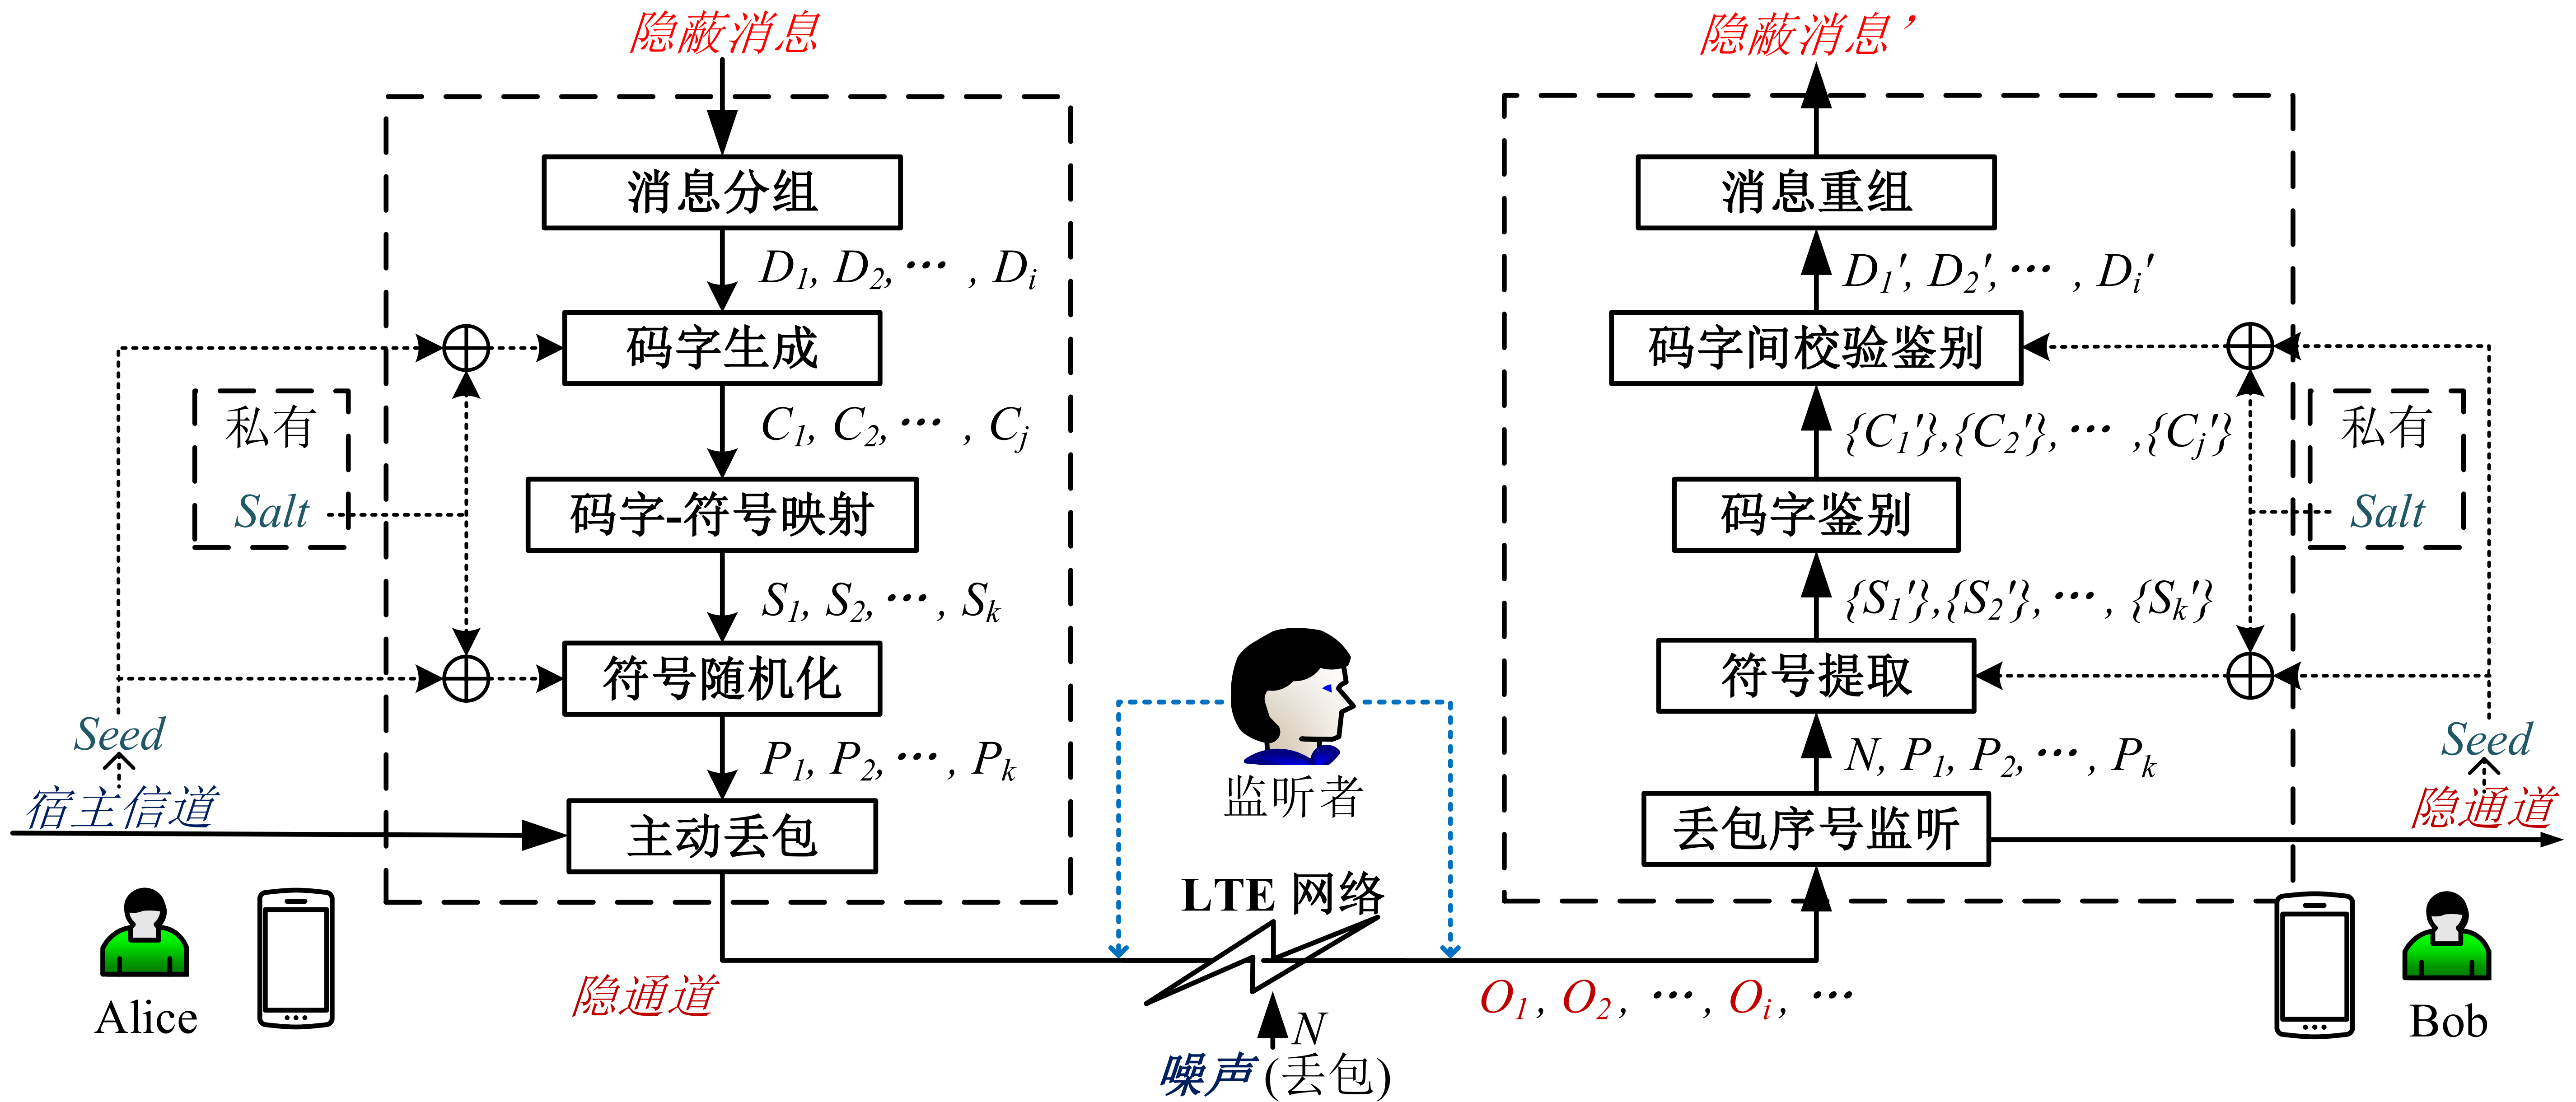 隐蔽消息
消息分组
D1, D2, ⋯ , Di
码字生成
C1, C2, ⋯ , Cj
私有
Salt
码字-符号映射
S1, S2, ⋯, Sk
符号随机化
Seed
P1, P2, ⋯, Pk
宿主信道
主动丢包
Alice
隐通道
监听者
LTE 网络
N
噪声 (丢包)
O1, O2, ⋯, Oi, ⋯
隐蔽消息’
消息重组
D1′, D2′, ⋯ , Di′
码字间校验鉴别
{C1′},{C2′}, ⋯ ,{Cj′}
私有
Salt
码字鉴别
{S1′},{S2′}, ⋯, {Sk′}
符号提取
Seed
N, P1, P2, ⋯, Pk
隐通道
丢包序号监听
Bob